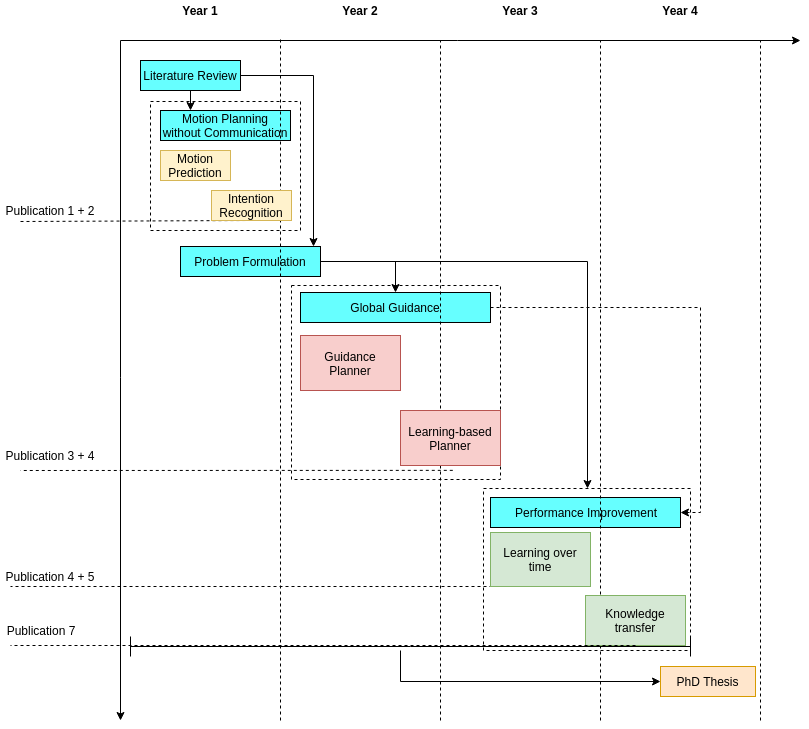 Year 1
Year 2
Year 3
Year 4
Literature Review
Motion Planning
without Communication
Motion
Prediction
Intention
Recognition
Publication 1 + 2
Problem Formulation
Global Guidance
Guidance
Planner
Learning-based
Planner
Publication 3 + 4
Performance Improvement
Learning over
time
Publication 4 + 5
Knowledge
transfer
Publication 7
PhD Thesis